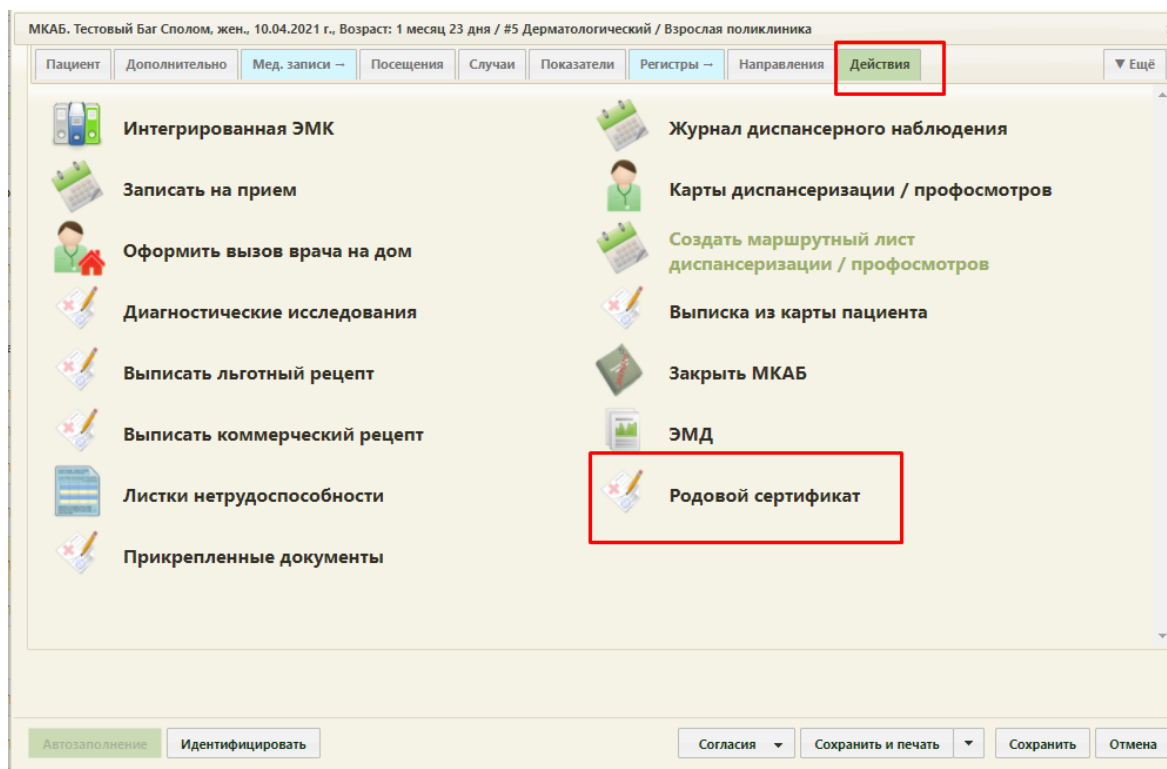 МКАБ. Тестовый Баг Сполом, жен., 10.04.2021 г., Возраст: 1 месяц 23 дня / #5 Дерматологический / Взрослая поликлиника
Пациент Дополнительно Мед. записи → Посещения Случаи Показатели Регистры → Направления Действия ▼ Ещё
Интегрированная ЭМК
Записать на прием
Оформить вызов врача на дом
Диагностические исследования
Выписать льготный рецепт
Выписать коммерческий рецепт
Листки нетрудоспособности
Прикрепленные документы
Журнал диспансерного наблюдения
Карты диспансеризации / профосмотров
Создать маршрутный лист
диспансеризации / профосмотров
Выписка из карты пациента
Закрыть МКАБ
ЭМД
Родовой сертификат
Автозаполнение Идентифицировать Согласия Сохранить и печать Сохранить Отмена